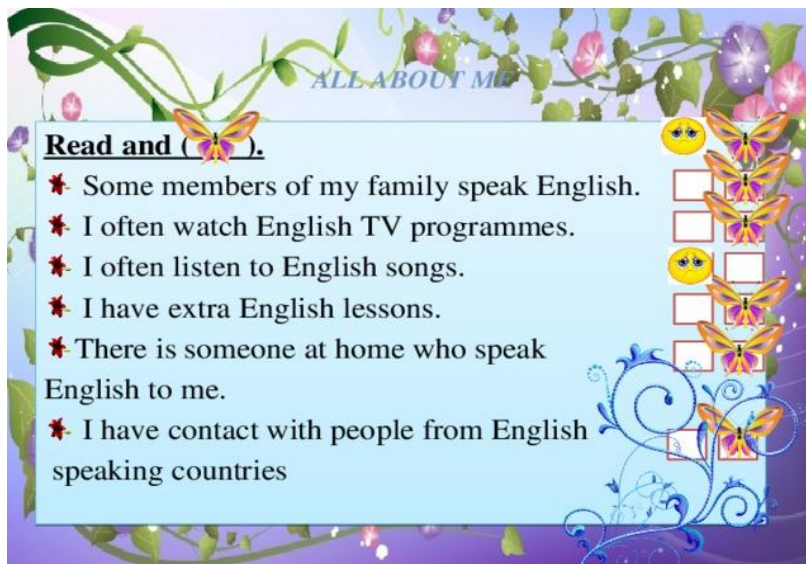 ALL ABOUT ME
Read and ( ).
Some members of my family speak English.
I often watch English TV programmes.
I often listen to English songs.
I have extra English lessons.
There is someone at home who speak
English to me.
I have contact with people from English
speaking countries